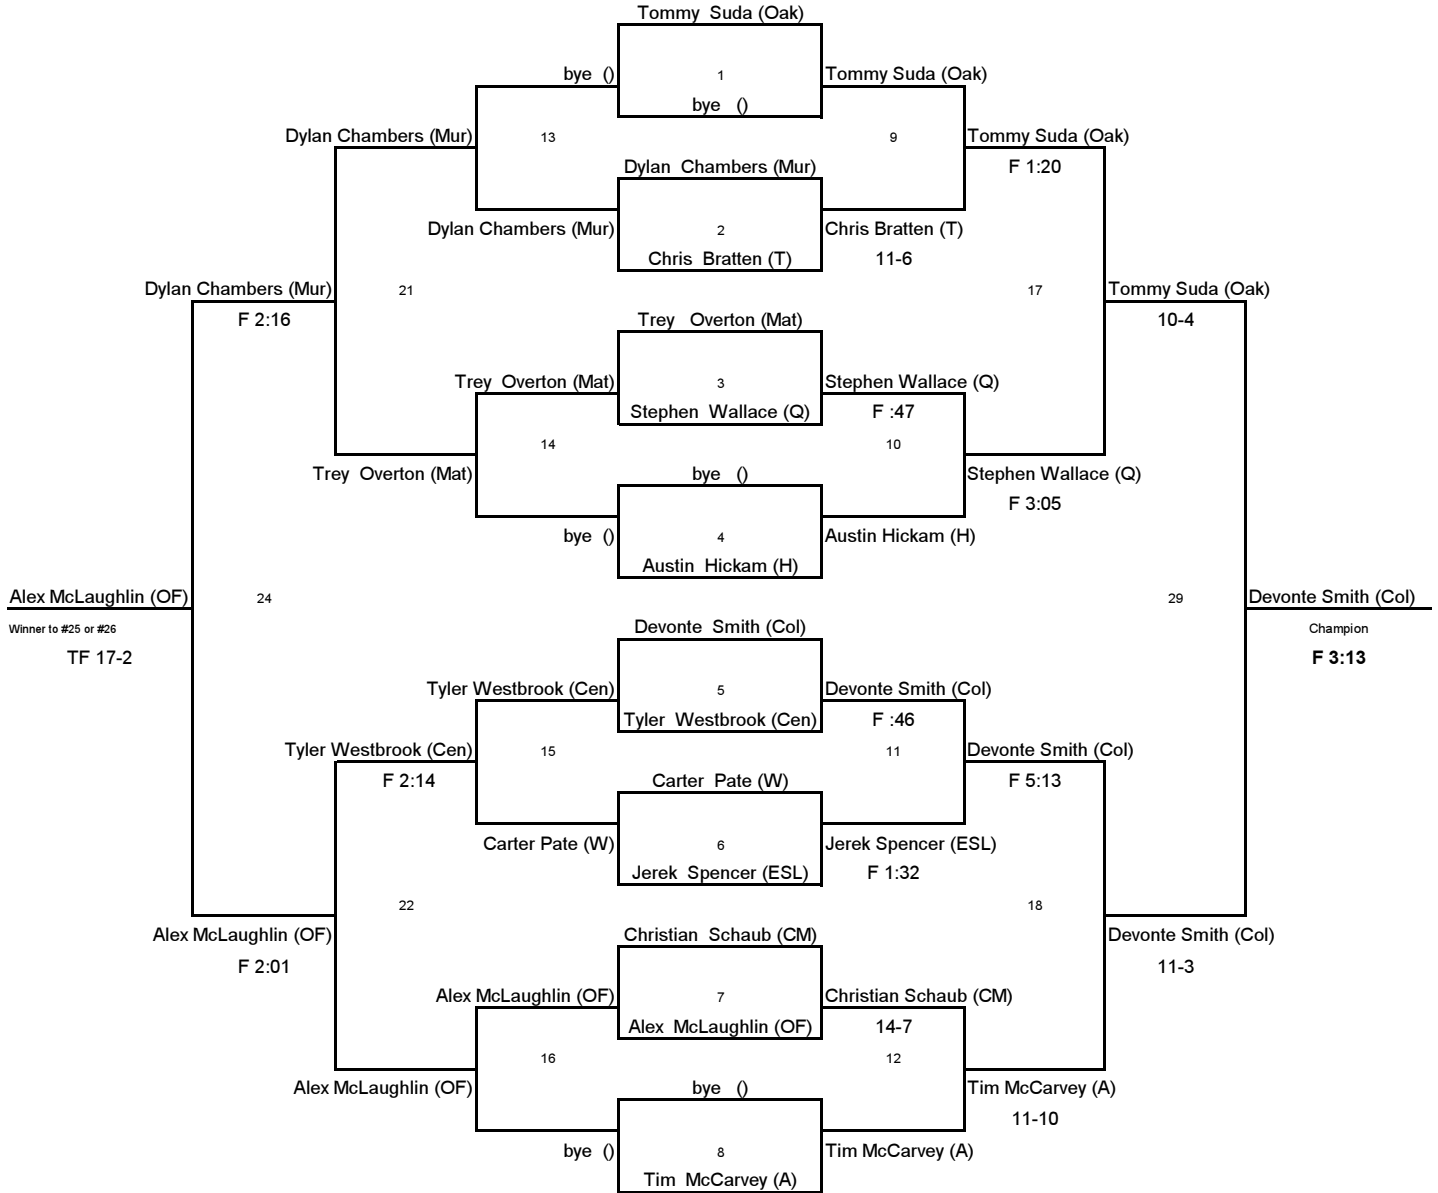 Tommy Suda (Oak)
bye ()
1
Tommy Suda (Oak)
bye ()
Dylan Chambers (Mur)
13
9
Tommy Suda (Oak)
Dylan Chambers (Mur)
F 1:20
Dylan Chambers (Mur)
2
Chris Bratten (T)
Chris Bratten (T)
11-6
Dylan Chambers (Mur)
21
17
Tommy Suda (Oak)
F 2:16
Trey Overton (Mat)
10-4
Trey Overton (Mat)
3
Stephen Wallace (Q)
Stephen Wallace (Q)
F :47
14
10
Trey Overton (Mat)
bye ()
Stephen Wallace (Q)
F 3:05
bye ()
4
Austin Hickam (H)
Austin Hickam (H)
Alex McLaughlin (OF)
24
29
Devonte Smith (Col)
Winner to #25 or #26
Devonte Smith (Col)
Champion
TF 17-2
F 3:13
Tyler Westbrook (Cen)
5
Devonte Smith (Col)
Tyler Westbrook (Cen)
F :46
Tyler Westbrook (Cen)
15
11
Devonte Smith (Col)
F 2:14
Carter Pate (W)
F 5:13
Carter Pate (W)
6
Jerek Spencer (ESL)
Jerek Spencer (ESL)
F 1:32
22
18
Alex McLaughlin (OF)
Christian Schaub (CM)
Devonte Smith (Col)
F 2:01
11-3
Alex McLaughlin (OF)
7
Christian Schaub (CM)
Alex McLaughlin (OF)
14-7
16
12
Alex McLaughlin (OF)
bye ()
Tim McCarvey (A)
11-10
bye ()
8
Tim McCarvey (A)
Tim McCarvey (A)